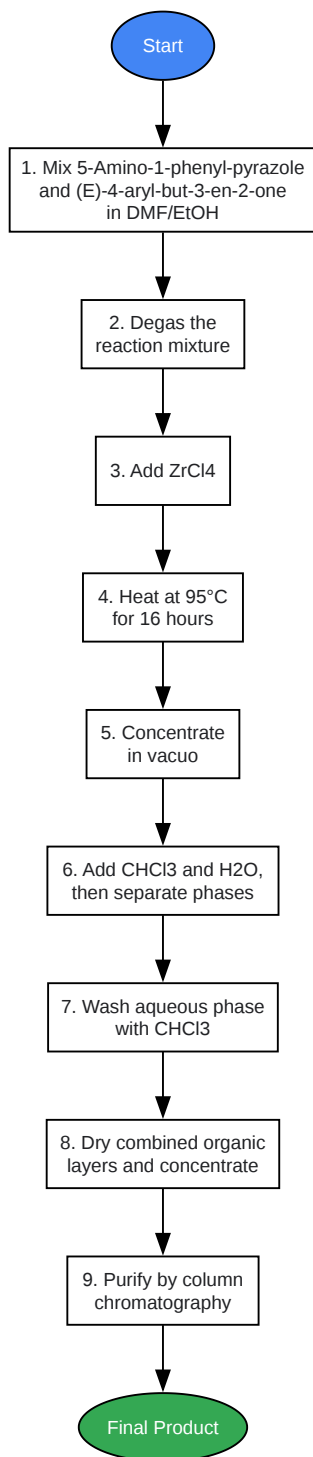 Start
1. Mix 5-Amino-1-phenyl-pyrazole
and (E)-4-aryl-but-3-en-2-one
in DMF/EtOH
2. Degas the
reaction mixture
3. Add ZrCl4
4. Heat at 95°C
for 16 hours
5. Concentrate
in vacuo
6. Add CHCl3 and H2O,
then separate phases
7. Wash aqueous phase
with CHCl3
8. Dry combined organic
layers and concentrate
9. Purify by column
chromatography
Final Product